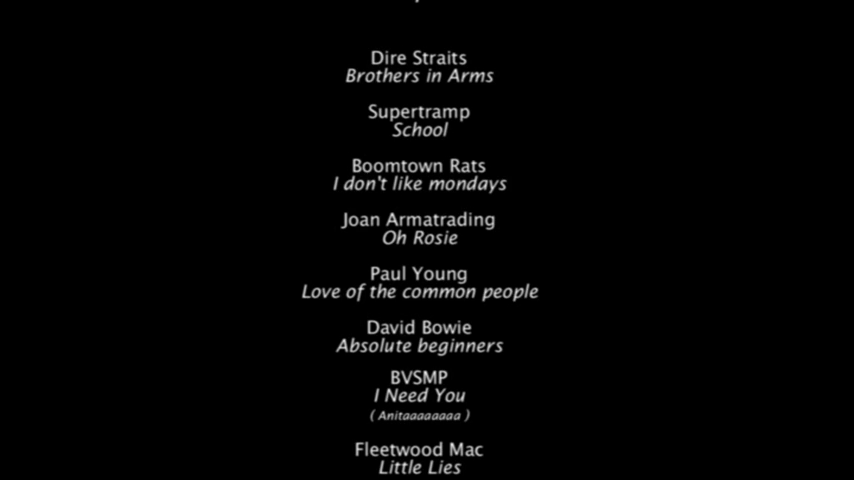 Dire Straits
Brothers in Arms
Supertramp
School
Boomtown Rats
I don't like mondays
Joan Armatrading
Oh Rosie
Paul Young
Love of the common people
David Bowie
Absolute beginners
BVSMP
I Need You
( Anitaaaaaaaa )
Fleetwood Mac
Little Lies